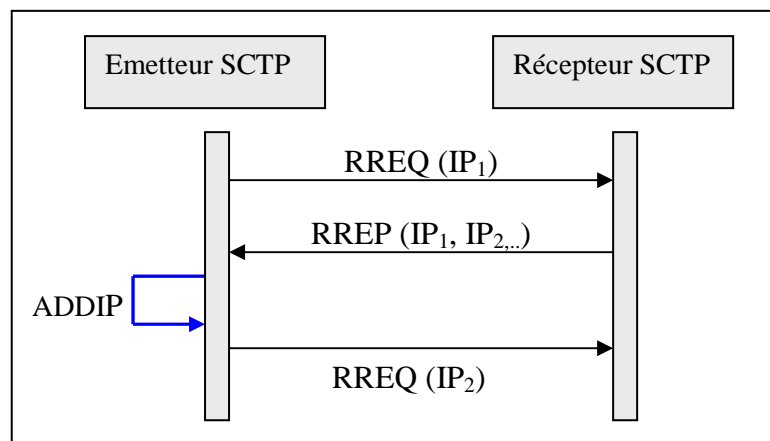 Emetteur SCTP
Récepteur SCTP
RREQ (IP₁)
RREP (IP₁, IP₂,..)
ADDIP
RREQ (IP₂)